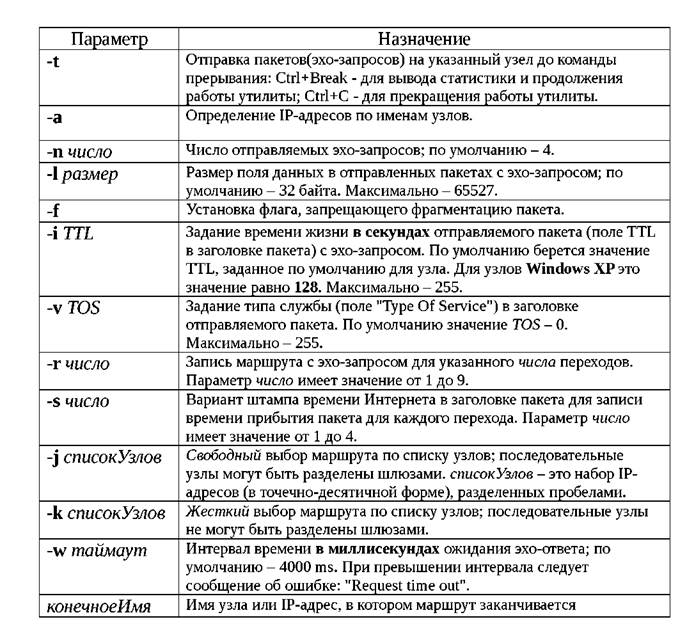 Параметр Назначение
-t Отправка пакетов(эхо-запросов) на указанный узел до команды
прерывания: Ctrl+Break - для вывода статистики и продолжения
работы утилиты; Ctrl+C - для прекращения работы утилиты.
-a Определение IP-адресов по именам узлов.
-n число Число отправляемых эхо-запросов; по умолчанию – 4.
-l размер Размер поля данных в отправленных пакетах с эхо-запросом; по
умолчанию – 32 байта. Максимально – 65527.
-f Установка флага, запрещающего фрагментацию пакета.
-i TTL Задание времени жизни в секундах отправляемого пакета (поле TTL
в заголовке пакета) с эхо-запросом. По умолчанию берется значение
TTL, заданное по умолчанию для узла. Для узлов Windows XP это
значение равно 128. Максимально – 255.
-v TOS Задание типа службы (поле "Type Of Service") в заголовке
отправляемого пакета. По умолчанию значение TOS – 0.
Максимально – 255.
-r число Запись маршрута с эхо-запросом для указанного числа переходов.
Параметр число имеет значение от 1 до 9.
-s число Вариант штампа времени Интернета в заголовке пакета для записи
времени прибытия пакета для каждого перехода. Параметр число
имеет значение от 1 до 4.
-j списокУзлов Свободный выбор маршрута по списку узлов; последовательные
узлы могут быть разделены шлюзами. списокУзлов – это набор IP-
адресов (в точечно-десятичной форме), разделенных пробелами.
-k списокУзлов Жесткий выбор маршрута по списку узлов; последовательные узлы
не могут быть разделены шлюзами.
-w таймаут Интервал времени в миллисекундах ожидания эхо-ответа; по
умолчанию – 4000 ms. При превышении интервала следует
сообщение об ошибке: "Request time out".
конечноеИмя Имя узла или IP-адрес, в котором маршрут заканчивается